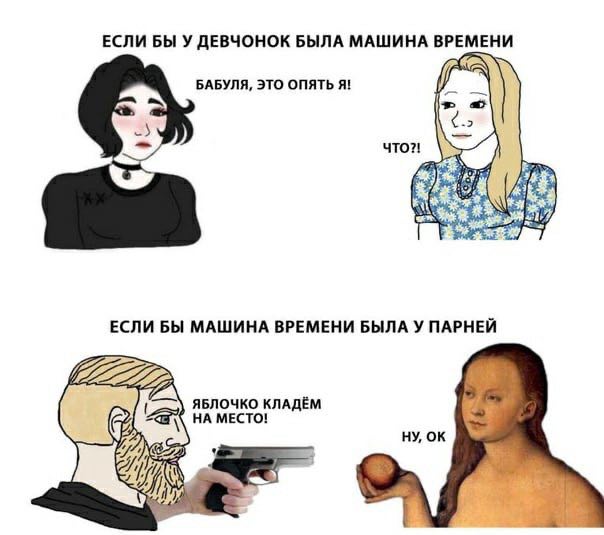 ЕСЛИ БЫ У ДЕВЧОНОК БЫЛА МАШИНА ВРЕМЕНИ
БАБУЛЯ, ЭТО ОПЯТЬ Я!
ЧТО?!
ЕСЛИ БЫ МАШИНА ВРЕМЕНИ БЫЛА У ПАРНЕЙ
ЯБЛОЧКО КЛАДЁМ
НА МЕСТО!
НУ, ОК